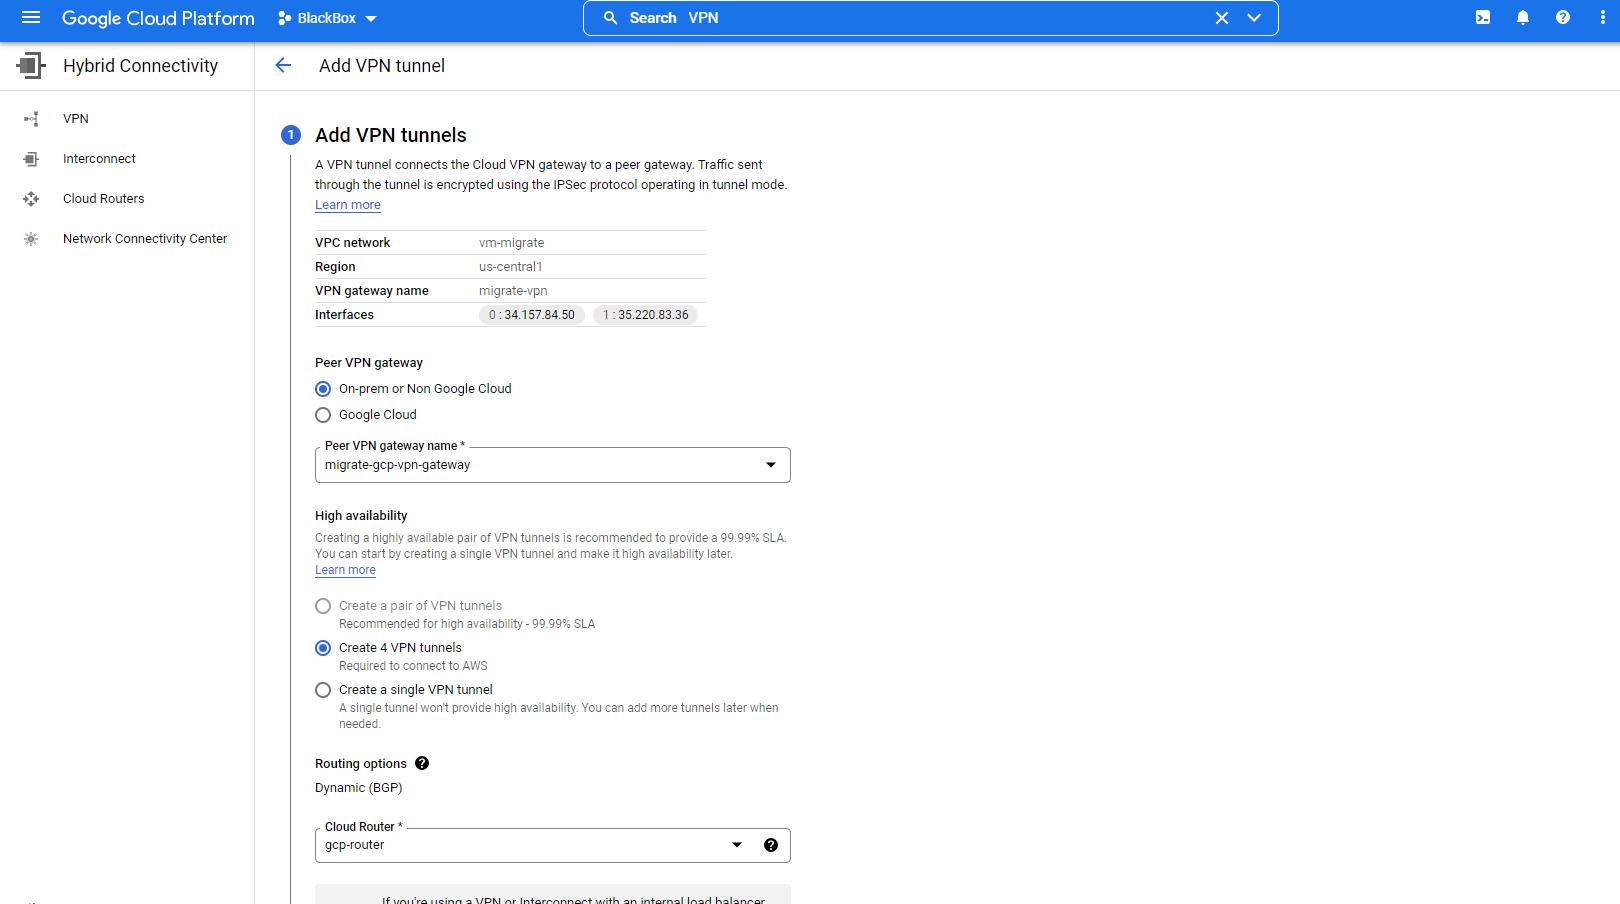 Google Cloud Platform
BlackBox
Search VPN
Hybrid Connectivity
Add VPN tunnel
VPN
Interconnect
Cloud Routers
Network Connectivity Center
1
Add VPN tunnels
A VPN tunnel connects the Cloud VPN gateway to a peer gateway. Traffic sent
through the tunnel is encrypted using the IPSec protocol operating in tunnel mode.
Learn more
VPC network vm-migrate
Region us-central1
VPN gateway name migrate-vpn
Interfaces 0 : 34.157.84.50 1 : 35.220.83.36
Peer VPN gateway
On-prem or Non Google Cloud
Google Cloud
Peer VPN gateway name *
migrate-gcp-vpn-gateway
High availability
Creating a highly available pair of VPN tunnels is recommended to provide a 99.99% SLA.
You can start by creating a single VPN tunnel and make it high availability later.
Learn more
Create a pair of VPN tunnels
Recommended for high availability - 99.99% SLA
Create 4 VPN tunnels
Required to connect to AWS
Create a single VPN tunnel
A single tunnel won't provide high availability. You can add more tunnels later when
needed.
Routing options
Dynamic (BGP)
Cloud Router *
gcp-router
If you're using a VPN or Interconnect with an internal load balancer